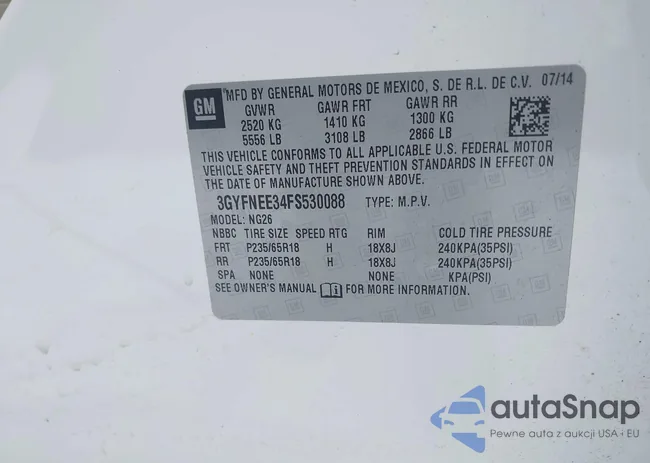 GM
MFD BY GENERAL MOTORS DE MEXICO, S. DE R.L. DE C.V. 07/14
GVWR GAWR FRT GAWR RR
2520 KG 1410 KG 1300 KG
5556 LB 3108 LB 2866 LB
THIS VEHICLE CONFORMS TO ALL APPLICABLE U.S. FEDERAL MOTOR
VEHICLE SAFETY AND THEFT PREVENTION STANDARDS IN EFFECT ON
THE DATE OF MANUFACTURE SHOWN ABOVE.
3GYFNEE34FS530088 TYPE: M.P.V.
MODEL: NG26
NBBC TIRE SIZE SPEED RTG RIM COLD TIRE PRESSURE
FRT P235/65R18 H 18X8J 240KPA(35PSI)
RR P235/65R18 H 18X8J 240KPA(35PSI)
SPA NONE NONE KPA(PSI)
SEE OWNER'S MANUAL FOR MORE INFORMATION.
autoSnap
Pewne auta z aukcji USA i EU